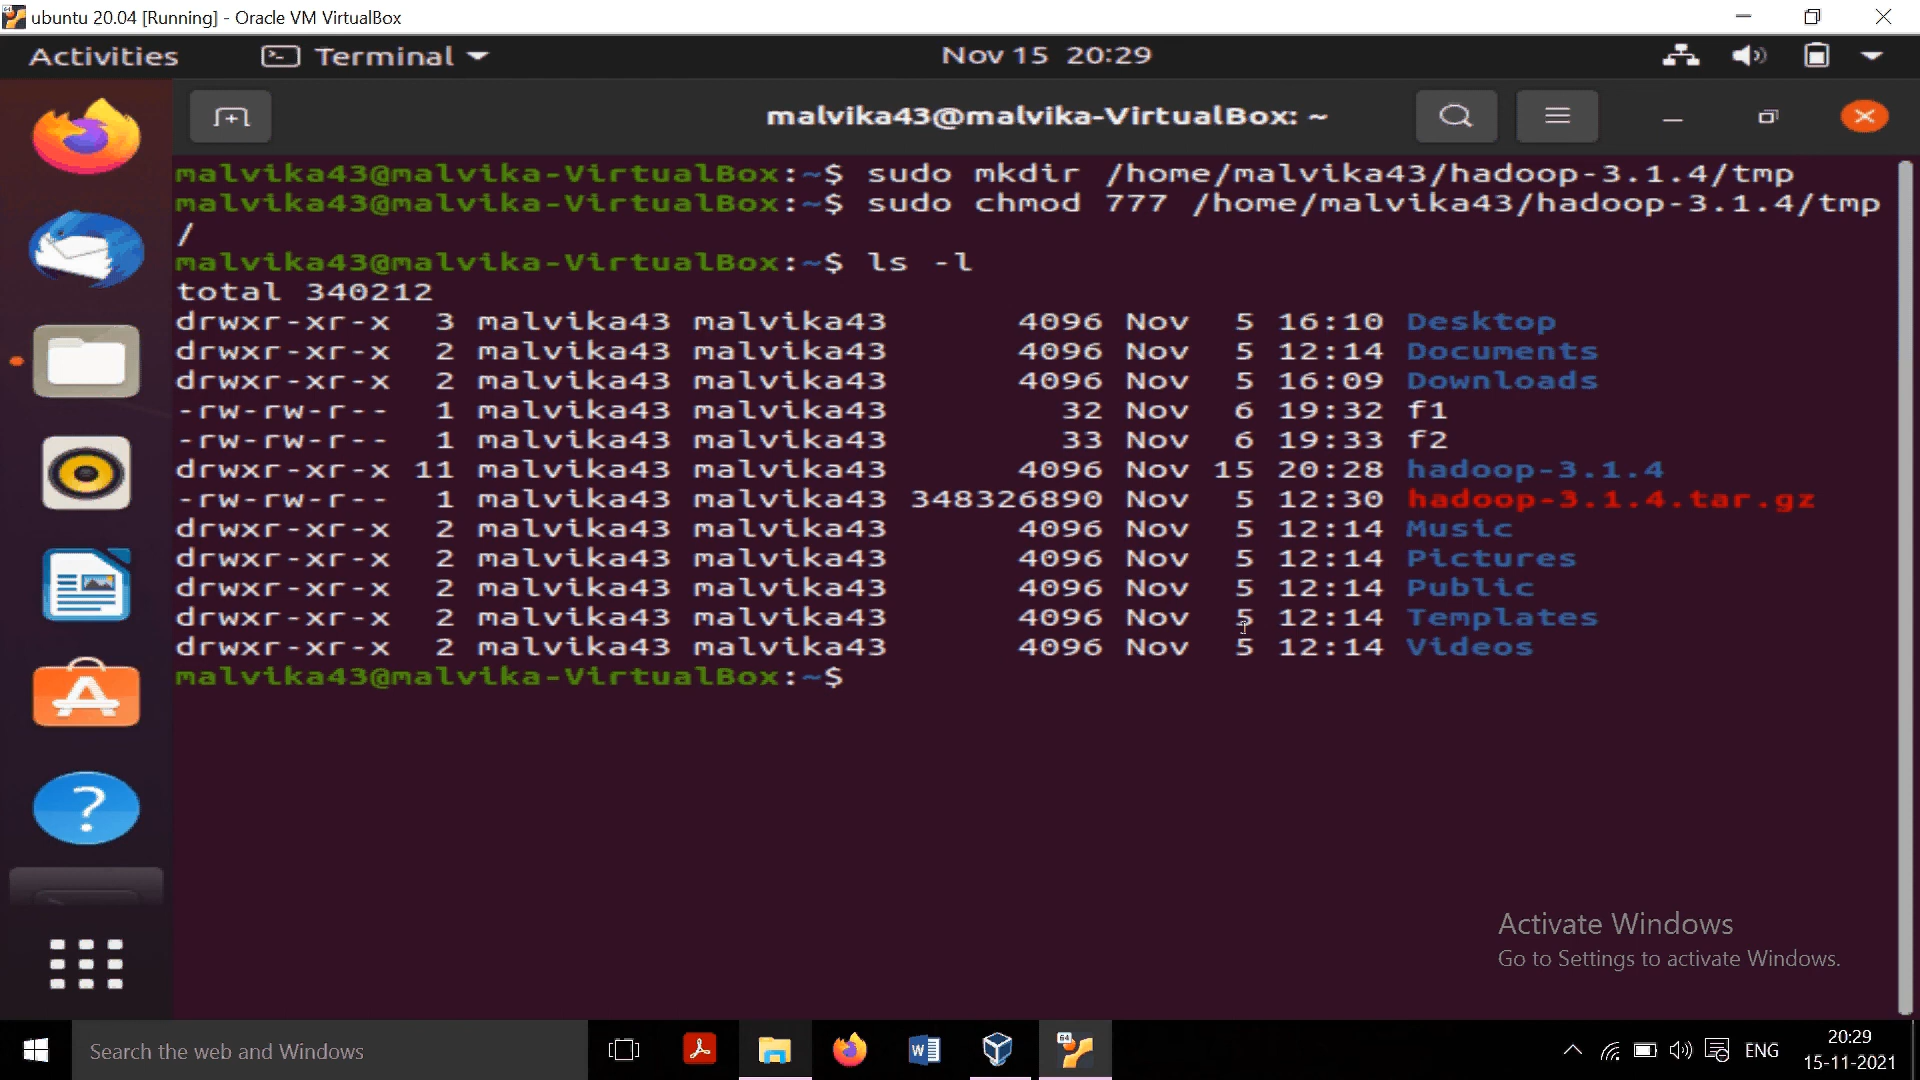 ubuntu 20.04 [Running] - Oracle VM VirtualBox
Activities Terminal Nov 15 20:29
malvika43@malvika-VirtualBox: ~
malvika43@malvika-VirtualBox:~$ sudo mkdir /home/malvika43/hadoop-3.1.4/tmp
malvika43@malvika-VirtualBox:~$ sudo chmod 777 /home/malvika43/hadoop-3.1.4/tmp
/
malvika43@malvika-VirtualBox:~$ ls -l
total 340212
drwxr-xr-x 3 malvika43 malvika43 4096 Nov 5 16:10 Desktop
drwxr-xr-x 2 malvika43 malvika43 4096 Nov 5 12:14 Documents
drwxr-xr-x 2 malvika43 malvika43 4096 Nov 5 16:09 Downloads
-rw-rw-r-- 1 malvika43 malvika43 32 Nov 6 19:32 f1
-rw-rw-r-- 1 malvika43 malvika43 33 Nov 6 19:33 f2
drwxr-xr-x 11 malvika43 malvika43 4096 Nov 15 20:28 hadoop-3.1.4
-rw-rw-r-- 1 malvika43 malvika43 348326890 Nov 5 12:30 hadoop-3.1.4.tar.gz
drwxr-xr-x 2 malvika43 malvika43 4096 Nov 5 12:14 Music
drwxr-xr-x 2 malvika43 malvika43 4096 Nov 5 12:14 Pictures
drwxr-xr-x 2 malvika43 malvika43 4096 Nov 5 12:14 Public
drwxr-xr-x 2 malvika43 malvika43 4096 Nov 5 12:14 Templates
drwxr-xr-x 2 malvika43 malvika43 4096 Nov 5 12:14 Videos
malvika43@malvika-VirtualBox:~$
Activate Windows
Go to Settings to activate Windows.
Search the web and Windows
64
ENG
20:29
15-11-2021